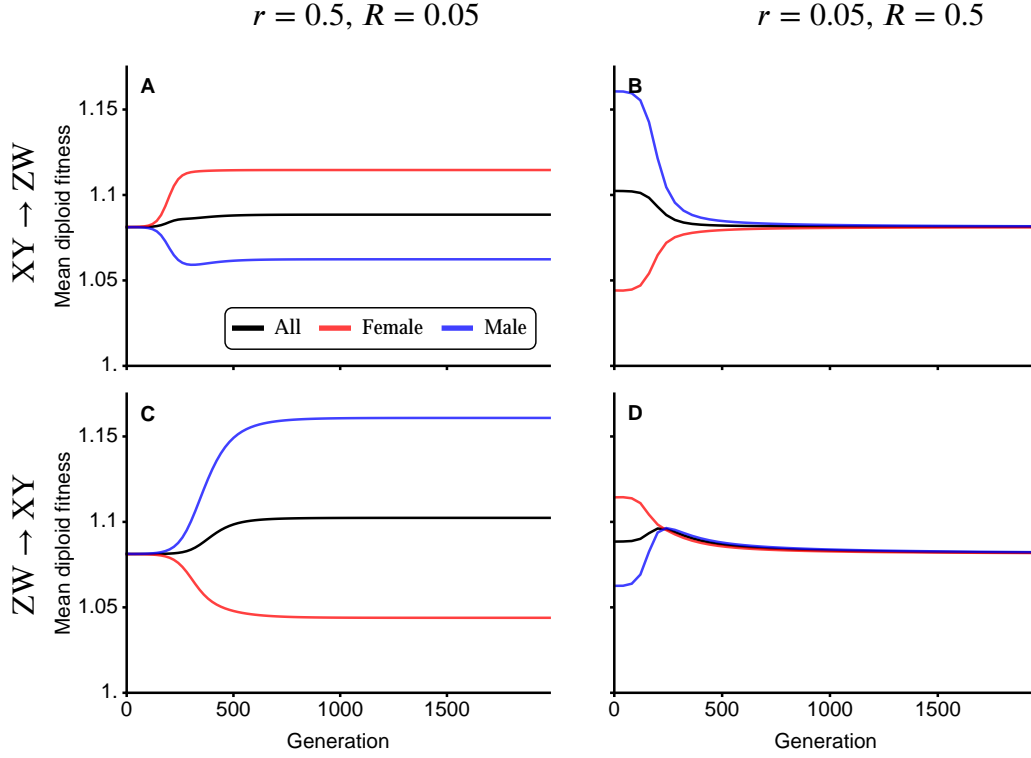 r = 0.5, R = 0.05
r = 0.05, R = 0.5
XY → ZW
Mean diploid fitness
A
1.15
1.1
1.05
1.
All Female Male
B
ZW → XY
Mean diploid fitness
C
1.15
1.1
1.05
1.
0 500 1000 1500
Generation
D
0 500 1000 1500
Generation